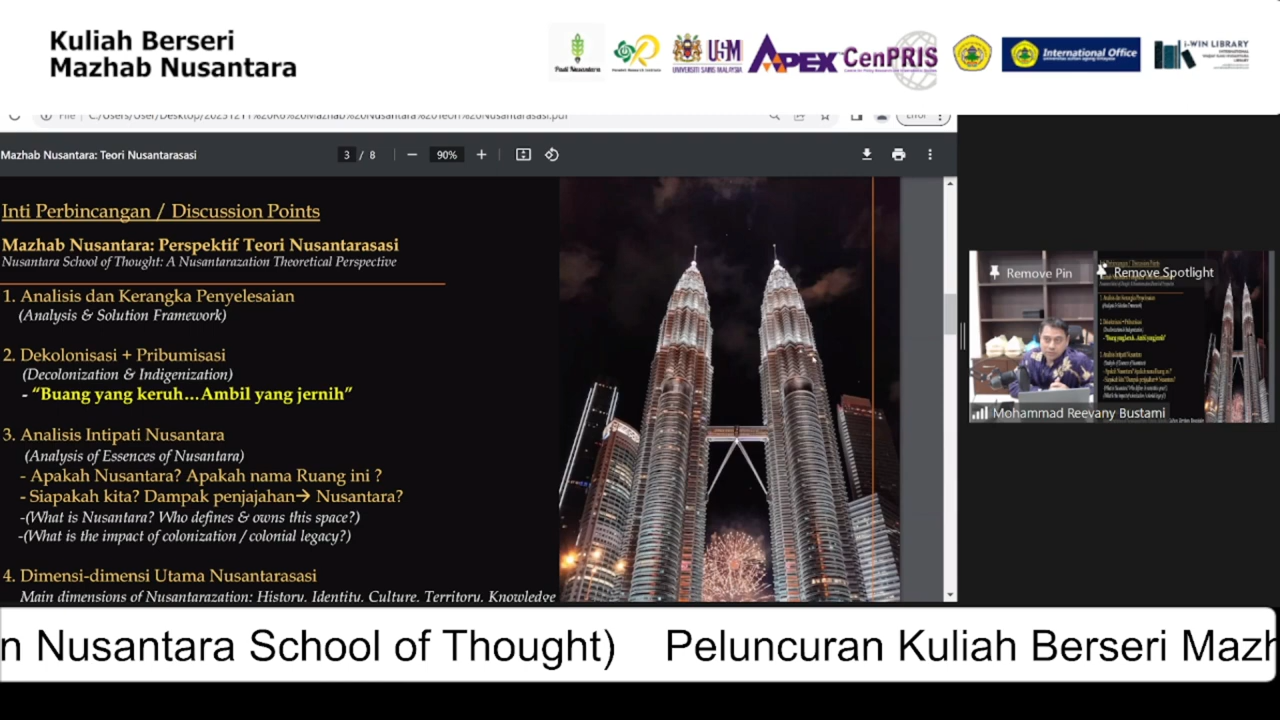 Kuliah Berseri
Mazhab Nusantara
Padi Nusantara
USM
UNIVERSITI SAINS MALAYSIA
APEX
CenPRIS
International Office
i-WIN LIBRARY
File
Mazhab Nusantara: Teori Nusantarasasi
3 / 8
90%
Inti Perbincangan / Discussion Points
Mazhab Nusantara: Perspektif Teori Nusantarasasi
Nusantara School of Thought: A Nusantarazation Theoretical Perspective
1. Analisis dan Kerangka Penyelesaian
(Analysis & Solution Framework)
2. Dekolonisasi + Pribumisasi
(Decolonization & Indigenization)
- “Buang yang keruh…Ambil yang jernih”
3. Analisis Intipati Nusantara
(Analysis of Essences of Nusantara)
- Apakah Nusantara? Apakah nama Ruang ini ?
- Siapakah kita? Dampak penjajahan→ Nusantara?
-(What is Nusantara? Who defines & owns this space?)
-(What is the impact of colonization / colonial legacy?)
4. Dimensi-dimensi Utama Nusantarasasi
Main dimensions of Nusantarazation: History, Identity, Culture, Territory, Knowledge
Remove Pin
Remove Spotlight
Mohammad Reevany Bustami
n Nusantara School of Thought) Peluncuran Kuliah Berseri Mazh